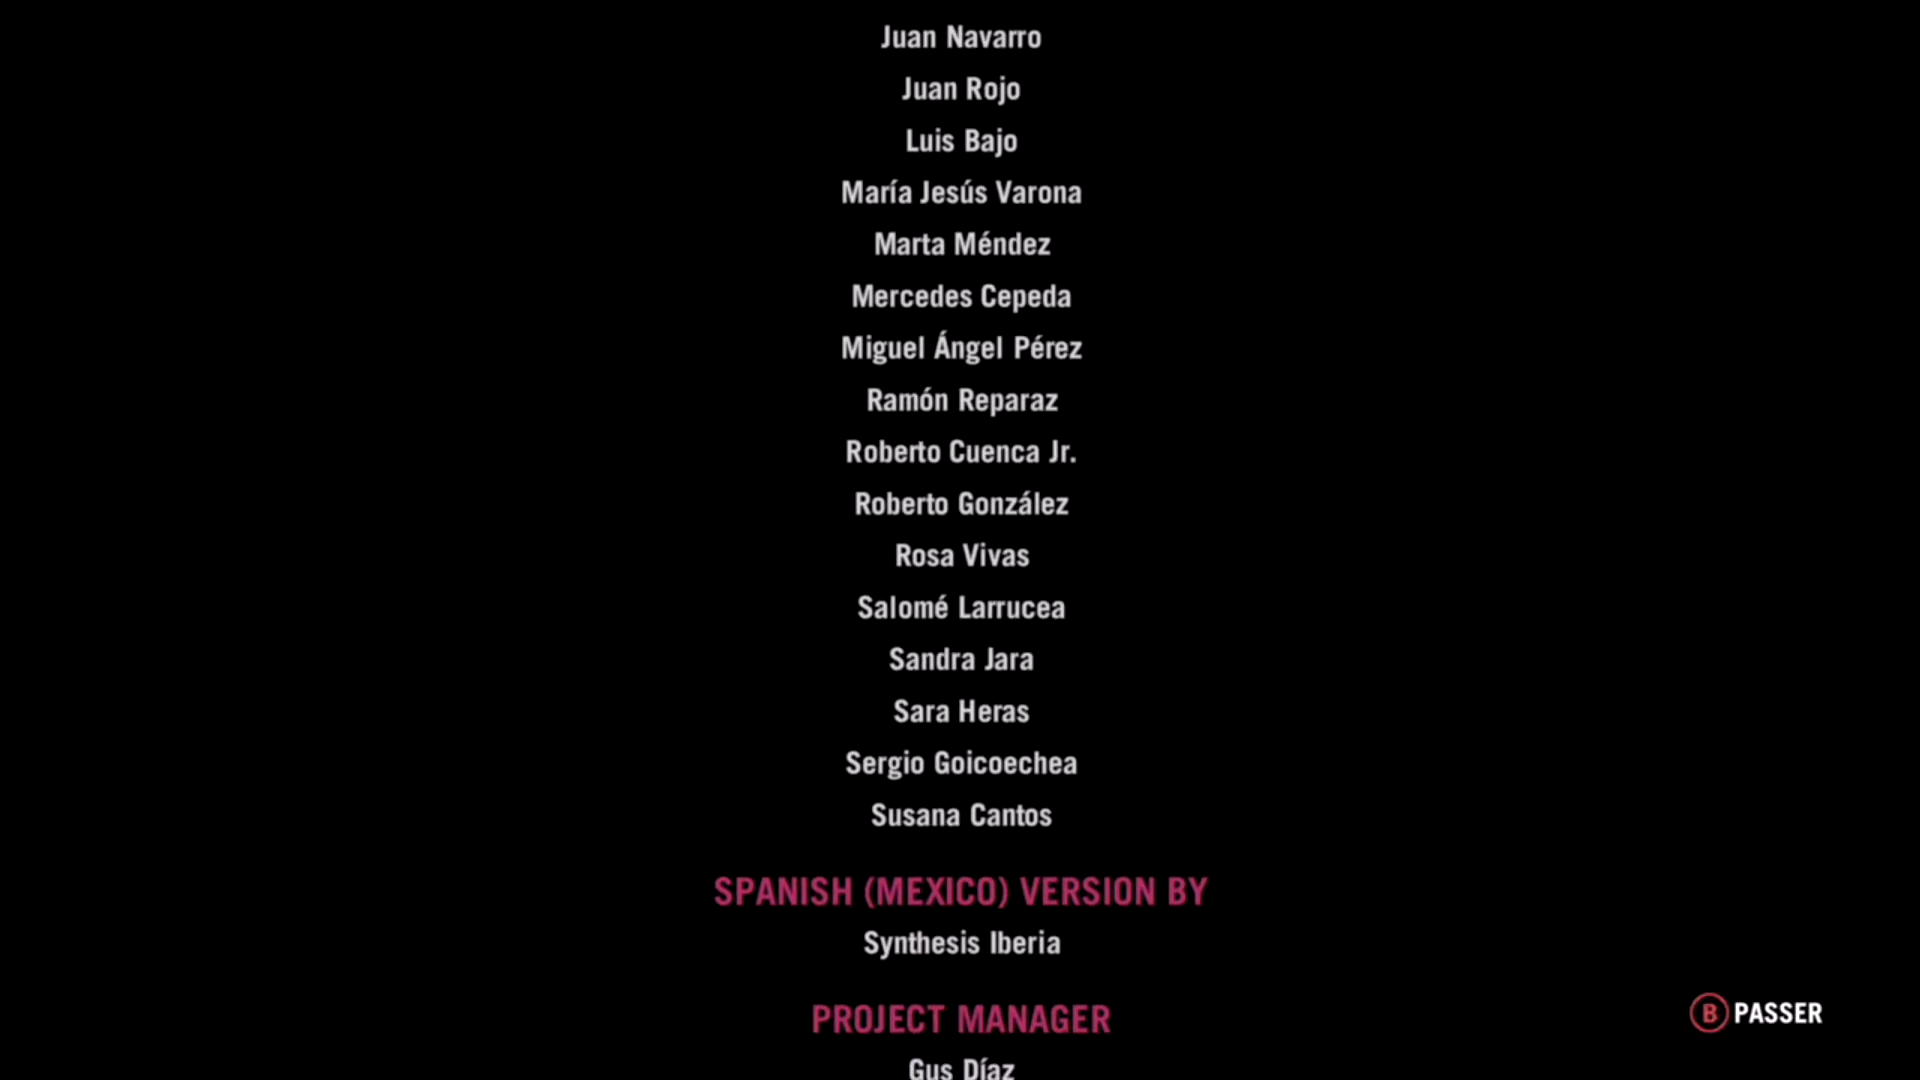 Juan Navarro
Juan Rojo
Luis Bajo
María Jesús Varona
Marta Méndez
Mercedes Cepeda
Miguel Ángel Pérez
Ramón Reparaz
Roberto Cuenca Jr.
Roberto González
Rosa Vivas
Salomé Larrucea
Sandra Jara
Sara Heras
Sergio Goicoechea
Susana Cantos
SPANISH (MEXICO) VERSION BY
Synthesis Iberia
PROJECT MANAGER
B PASSER
Gus Díaz